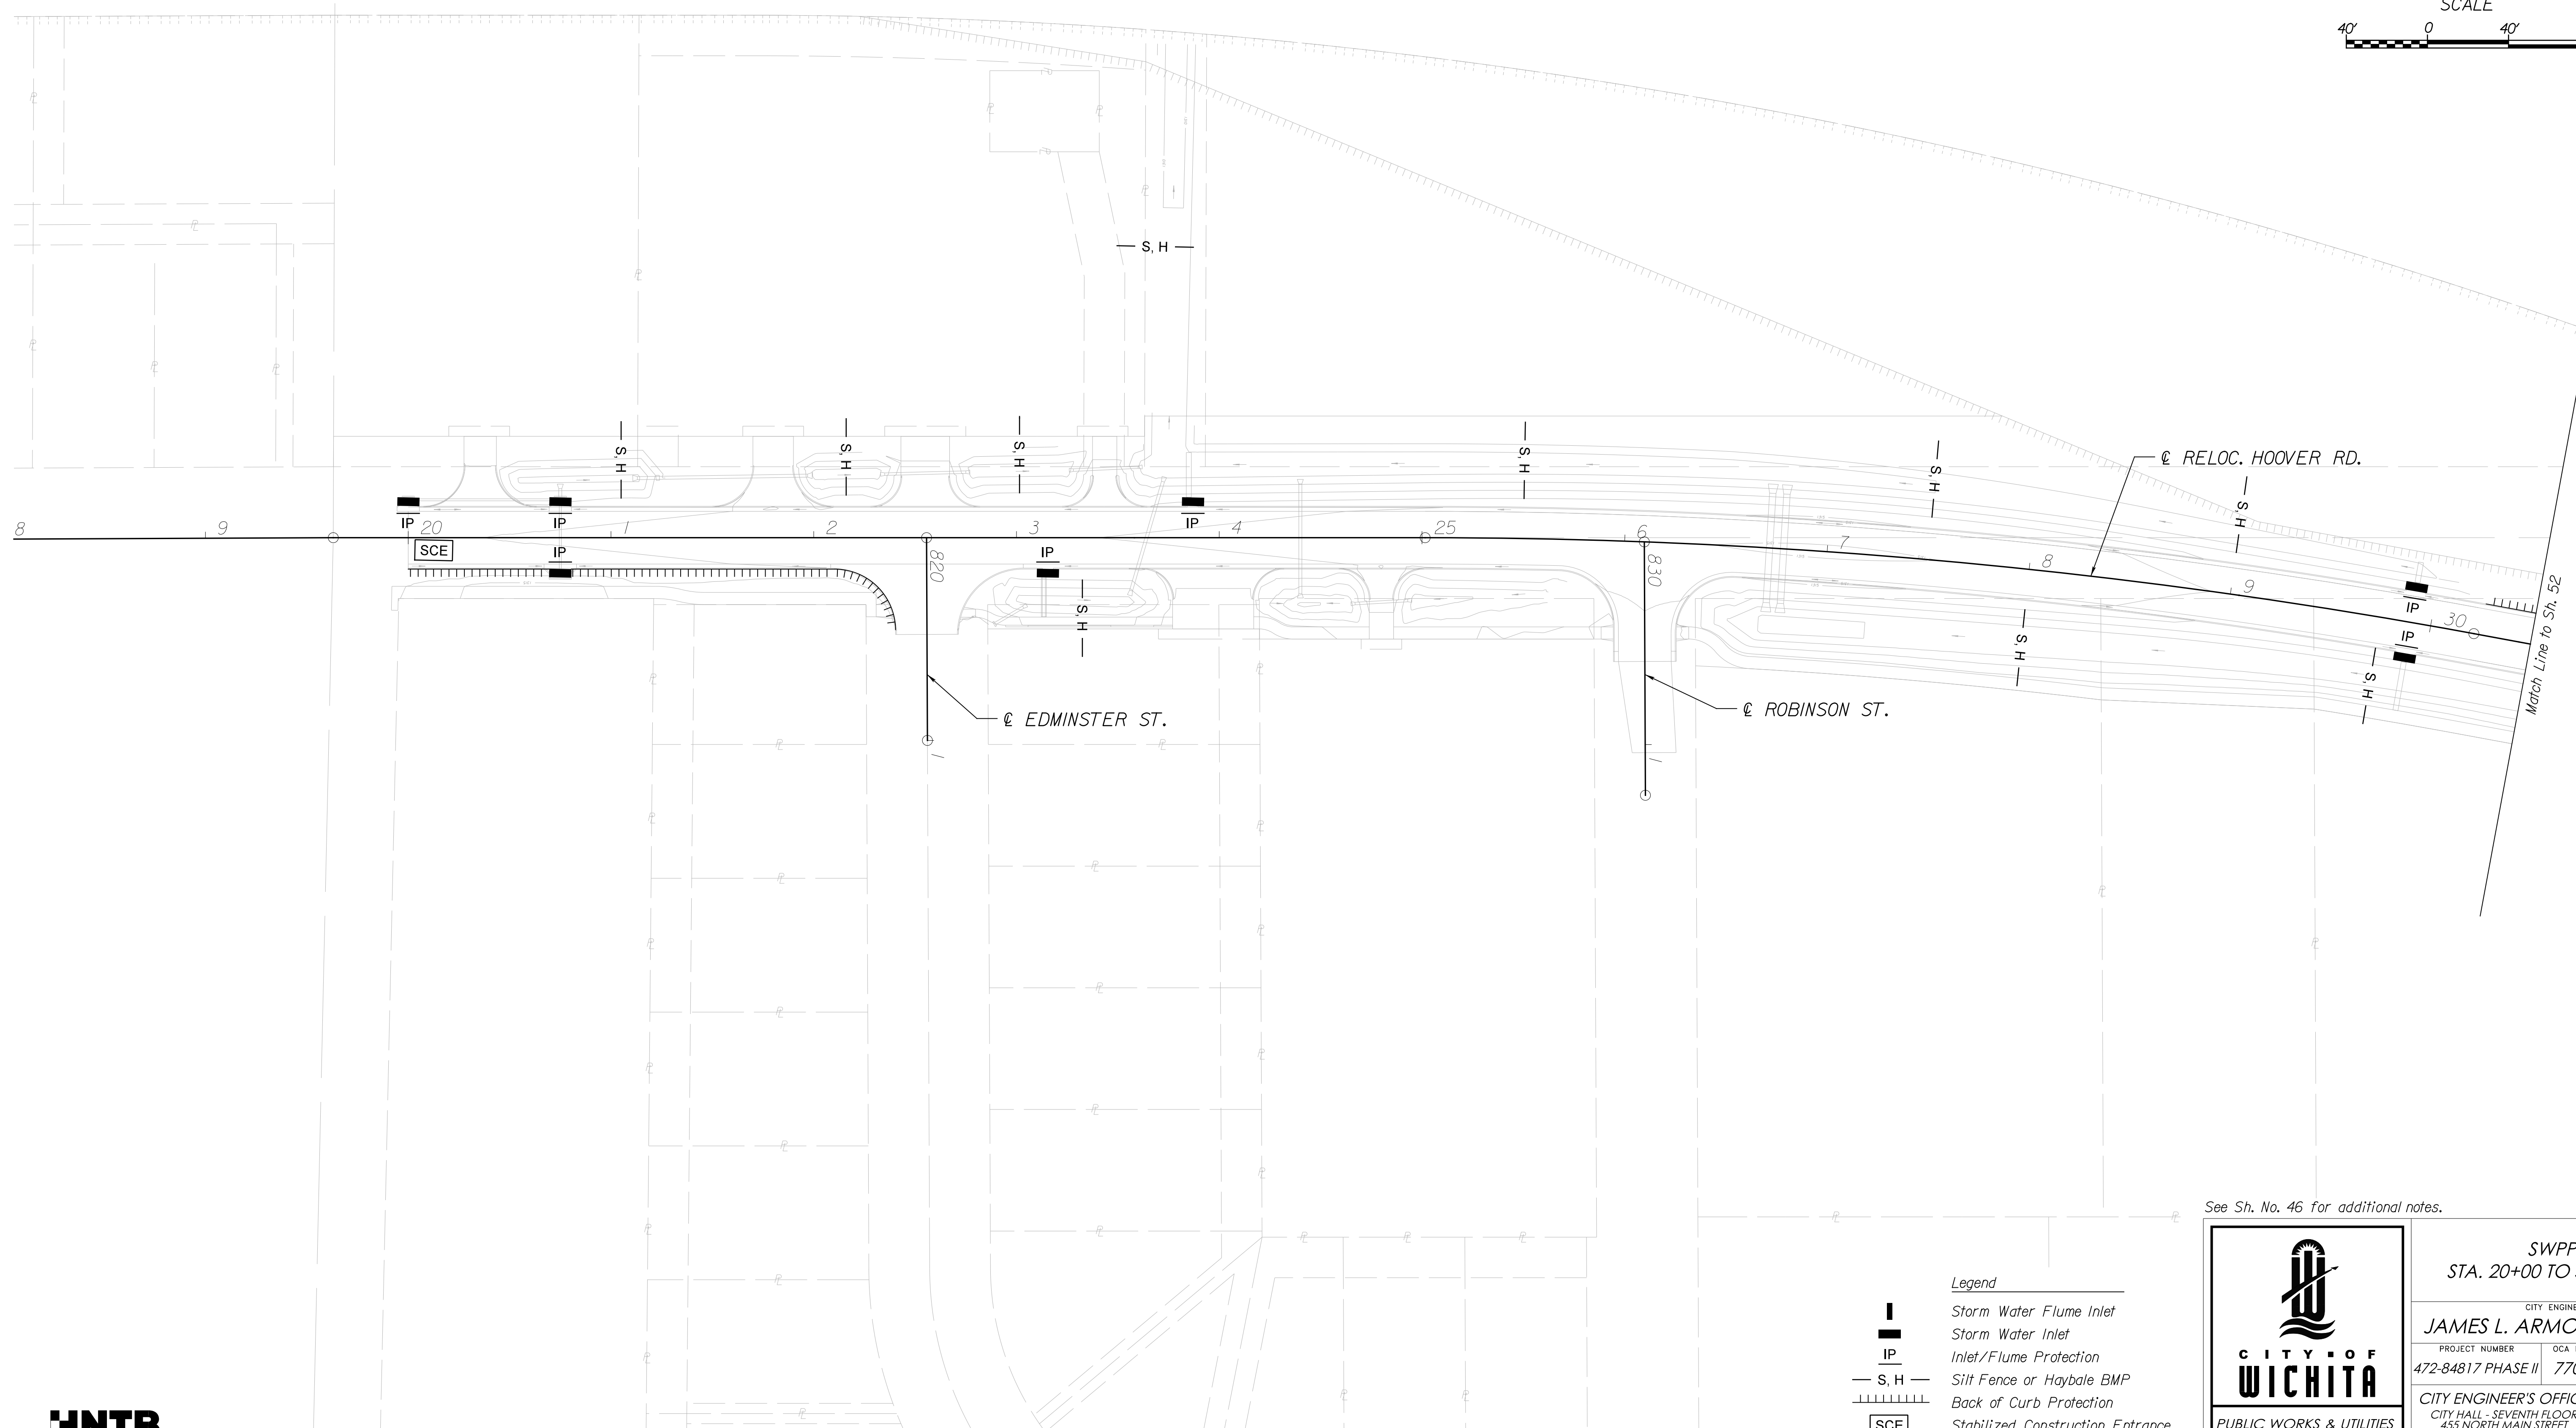 SCALE
40' 0 40'
S, H
℄ RELOC. HOOVER RD.
S, H
S, H
S, H
S, H
S, H
S, H
IP
IP
IP
8 9 20 1 2 3 4 25 6 7 8 9 30
SCE
IP
IP
820
830
S, H
S, H
S, H
IP
IP
Match Line to Sh. 52
℄ EDMINSTER ST.
℄ ROBINSON ST.
1
1
See Sh. No. 46 for additional notes.
Legend
Storm Water Flume Inlet
Storm Water Inlet
IP Inlet/Flume Protection
S, H Silt Fence or Haybale BMP
Back of Curb Protection
SCE Stabilized Construction Entrance
HNTB
CITY OF
WICHITA
PUBLIC WORKS & UTILITIES
SWPP
STA. 20+00 TO
CITY ENGINE
JAMES L. ARMO
PROJECT NUMBER OCA
472-84817 PHASE II 770
CITY ENGINEER'S OFFIC
CITY HALL - SEVENTH FLOOR
455 NORTH MAIN STREET